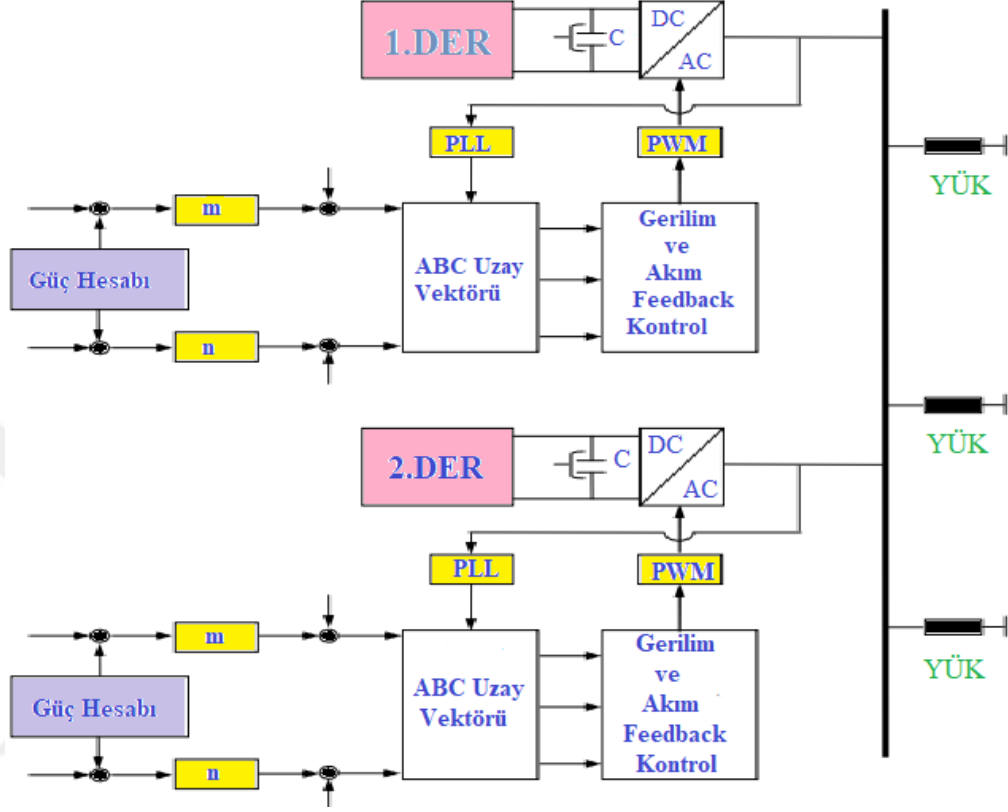 1.DER
C
DC
AC
PLL
PWM
YÜK
m
Güç Hesabı
n
ABC Uzay
Vektörü
Gerilim
ve
Akım
Feedback
Kontrol
YÜK
2.DER
C
DC
AC
PLL
PWM
YÜK
m
Güç Hesabı
n
ABC Uzay
Vektörü
Gerilim
ve
Akım
Feedback
Kontrol